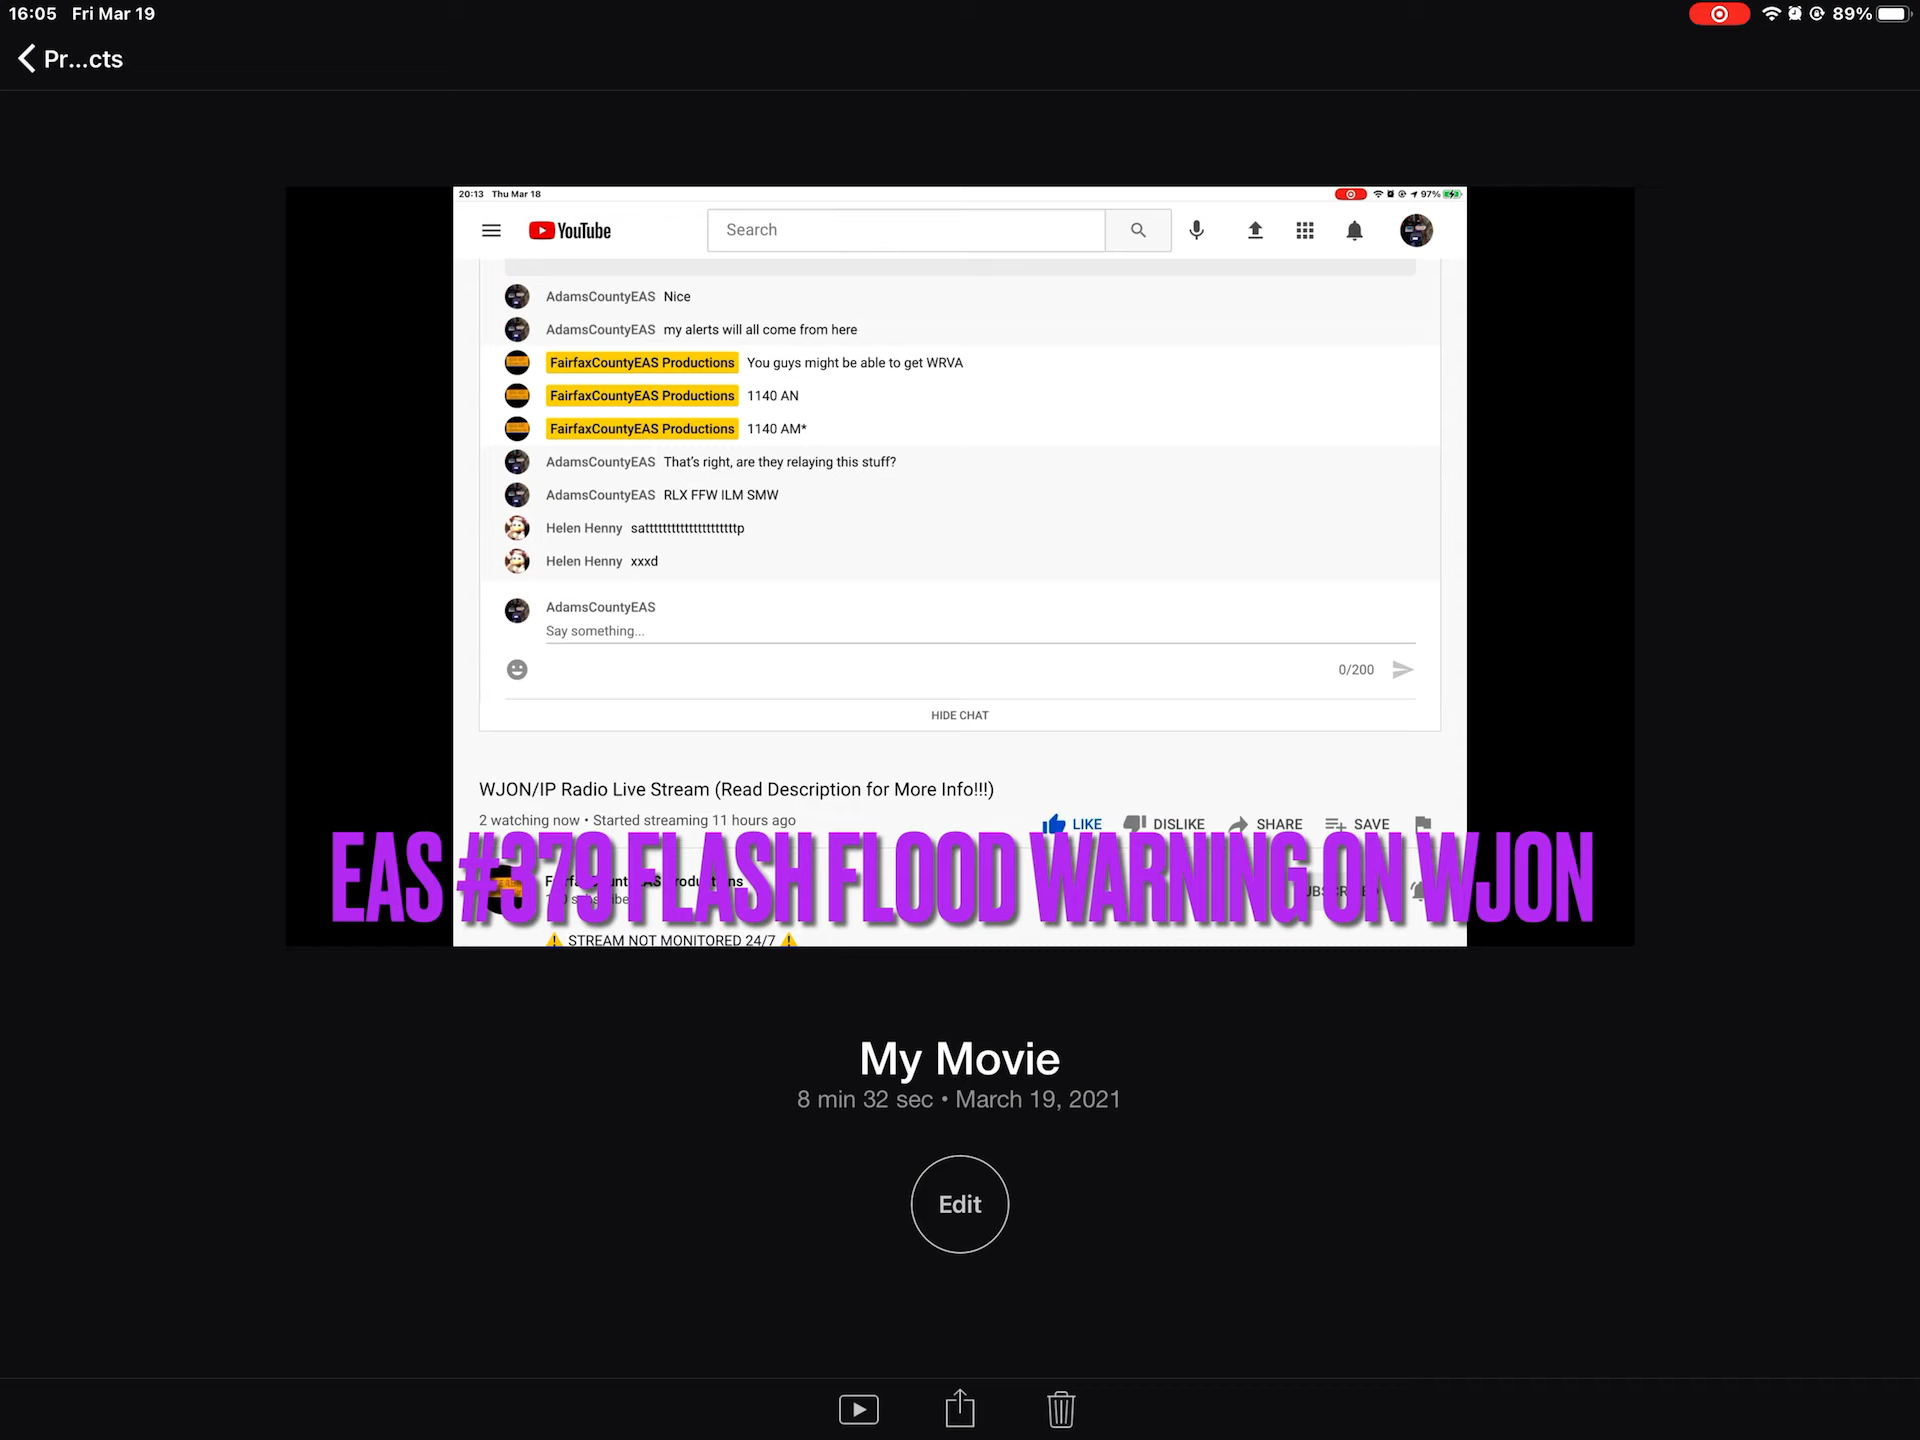 16:05 Fri Mar 19
89%
Pr...cts
20:13 Thu Mar 18
97%
YouTube
Search
AdamsCountyEAS Nice
AdamsCountyEAS my alerts will all come from here
FairfaxCountyEAS Productions You guys might be able to get WRVA
FairfaxCountyEAS Productions 1140 AN
FairfaxCountyEAS Productions 1140 AM*
AdamsCountyEAS That's right, are they relaying this stuff?
AdamsCountyEAS RLX FFW ILM SMW
Helen Henny satttttttttttttttttttttp
Helen Henny xxxd
AdamsCountyEAS
Say something...
0/200
HIDE CHAT
WJON/IP Radio Live Stream (Read Description for More Info!!!)
2 watching now • Started streaming 11 hours ago
LIKE DISLIKE SHARE SAVE
EAS #379 FLASH FLOOD WARNING ON WJON
STREAM NOT MONITORED 24/7
My Movie
8 min 32 sec • March 19, 2021
Edit